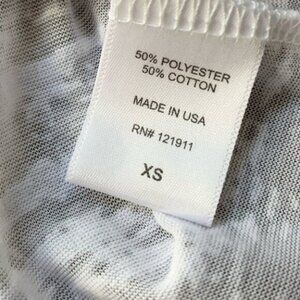 50% POLYESTER
50% COTTON
MADE IN USA
RN# 121911
XS